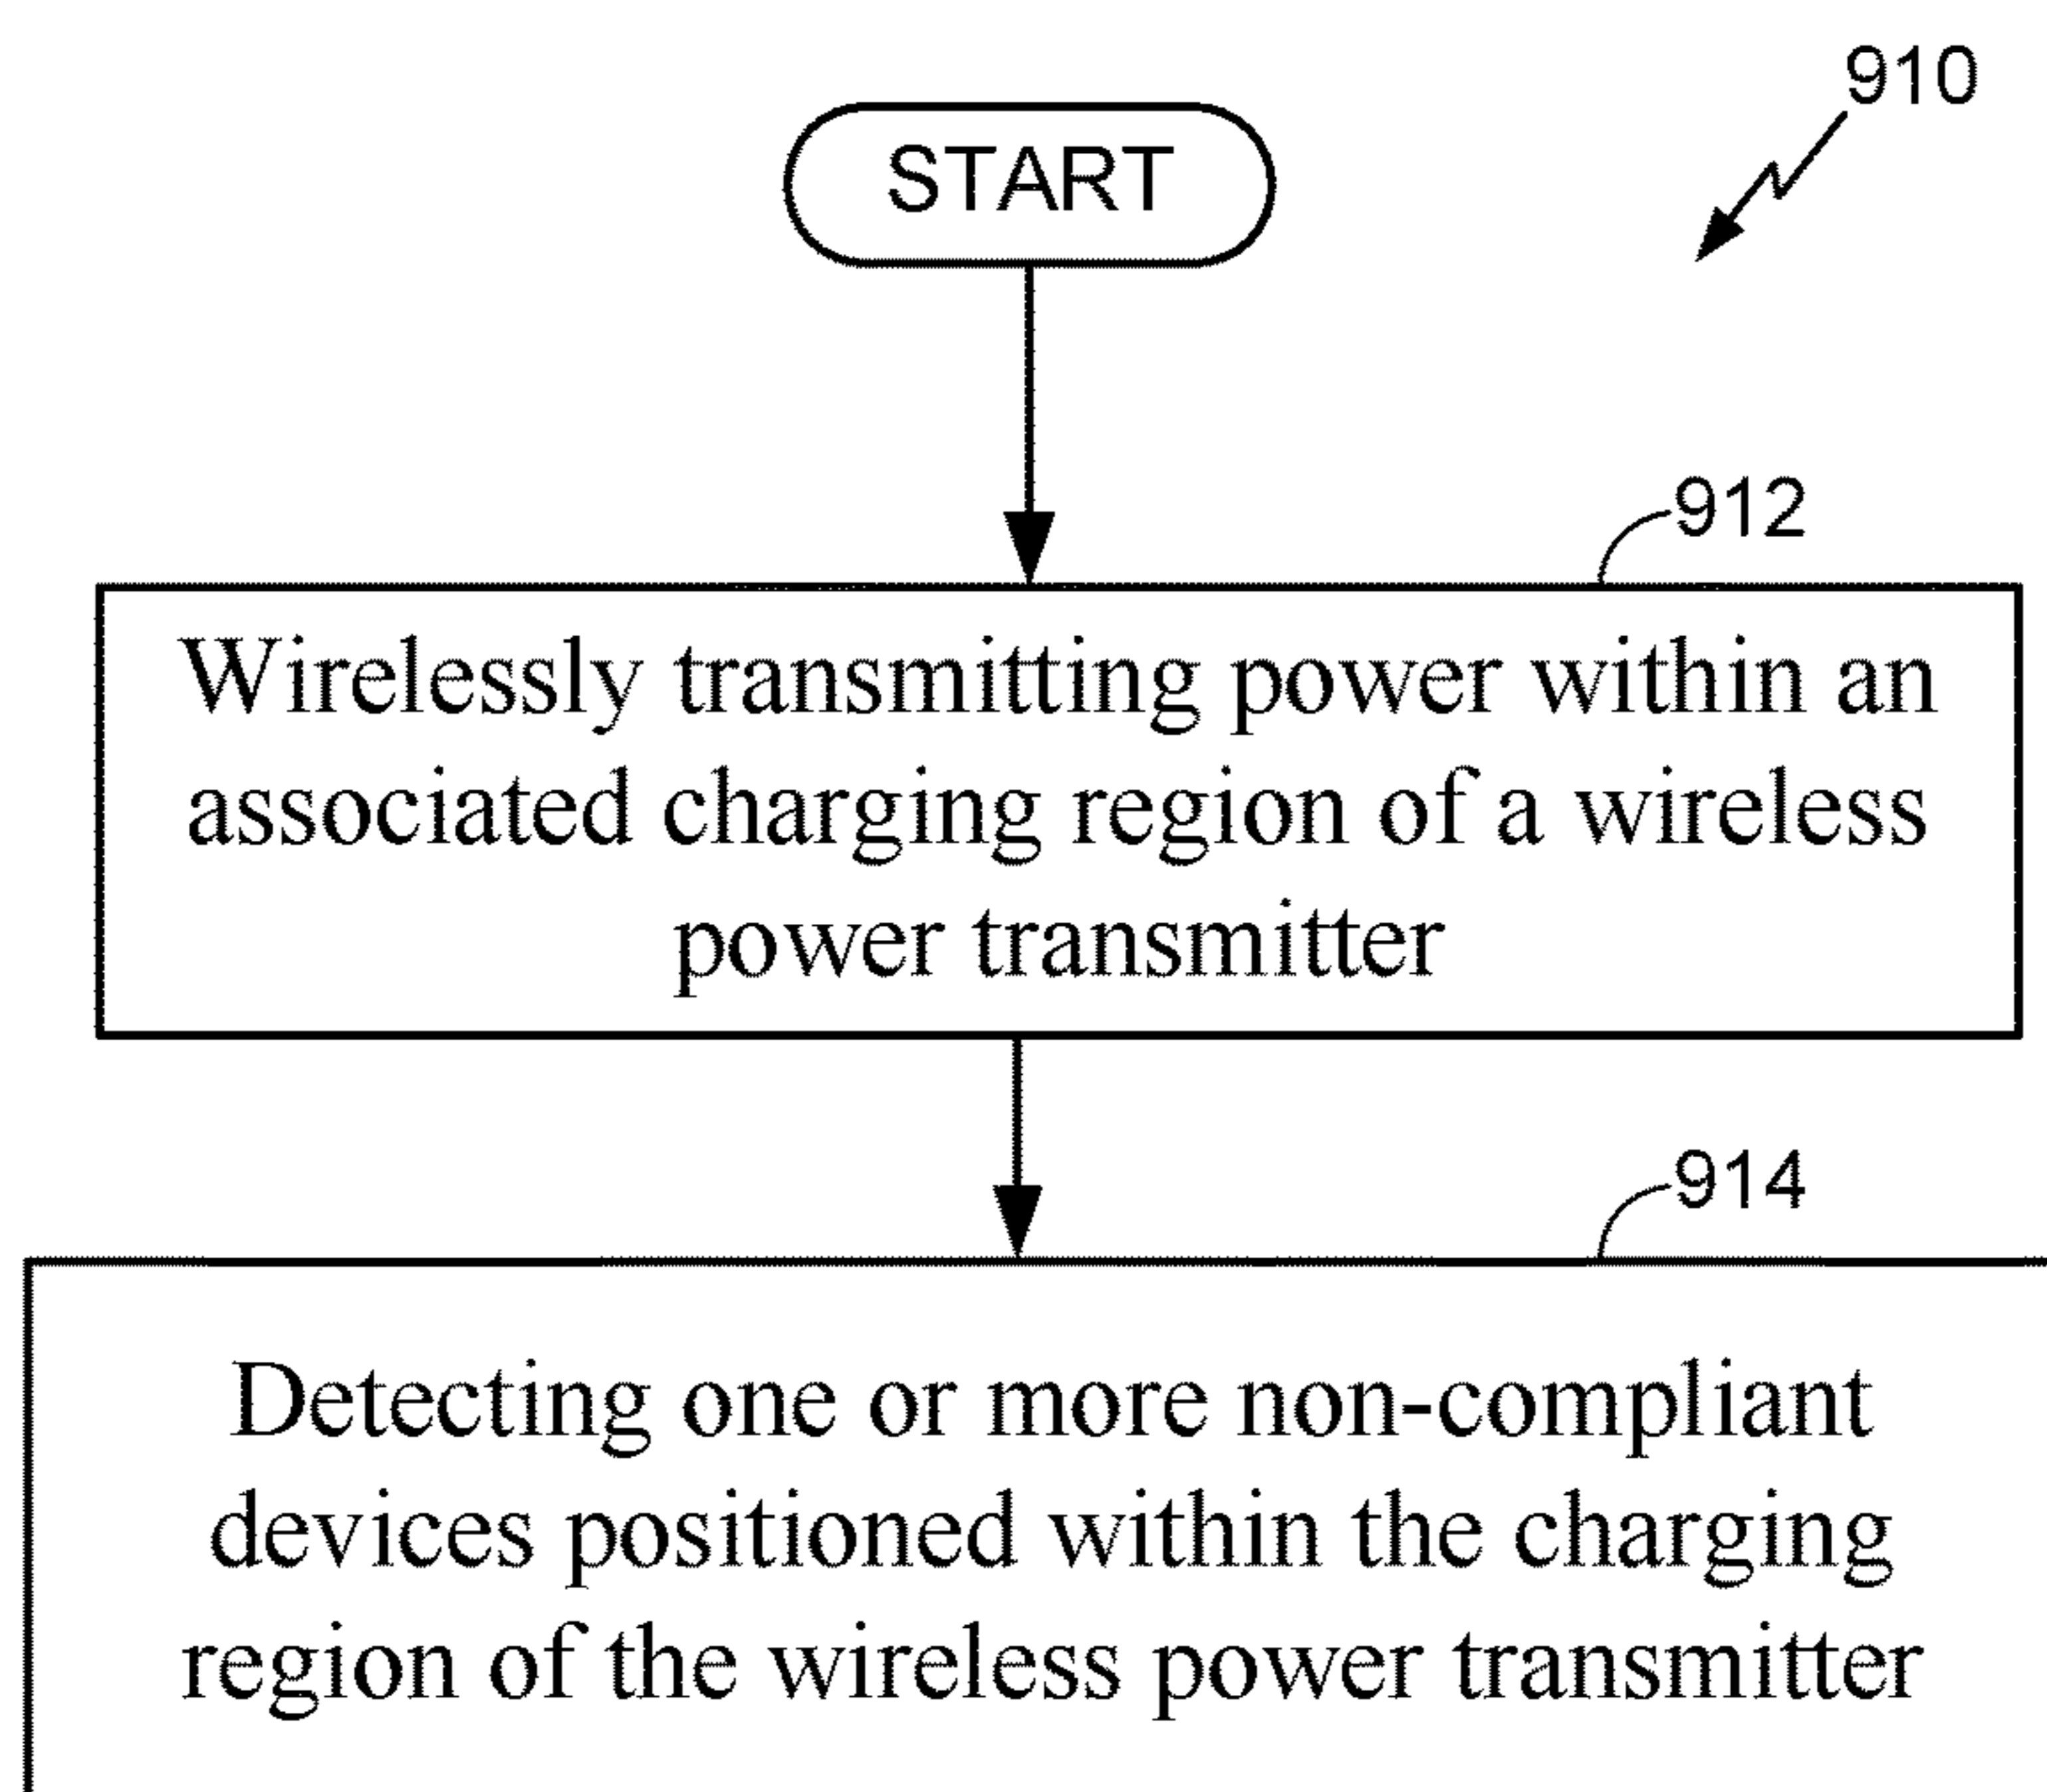 910
START
912
Wirelessly transmitting power within an
associated charging region of a wireless
power transmitter
914
Detecting one or more non-compliant
devices positioned within the charging
region of the wireless power transmitter